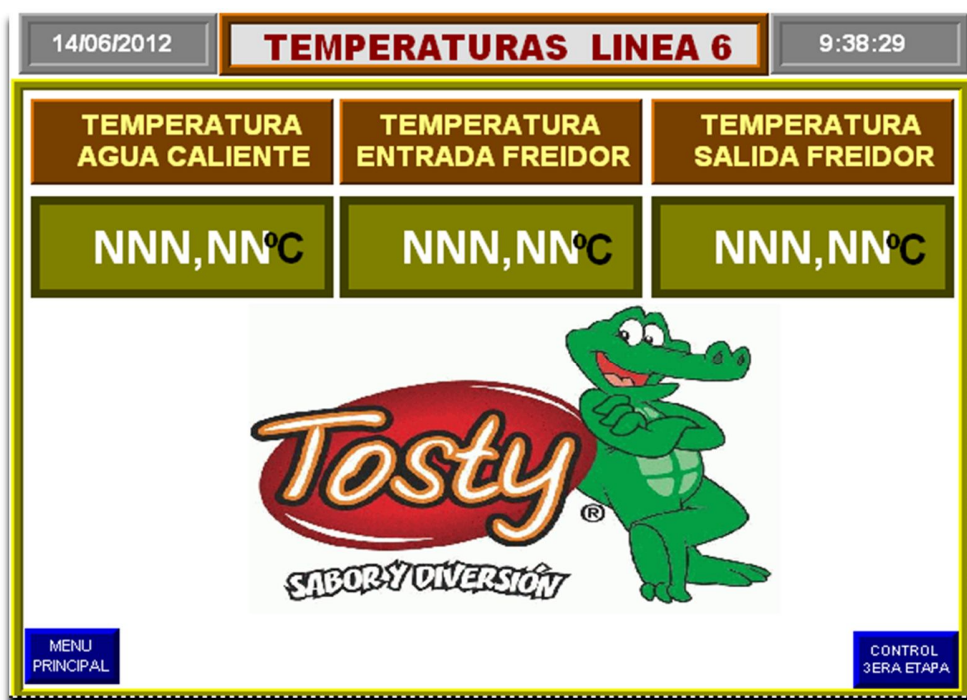 14/06/2012
TEMPERATURAS LINEA 6
9:38:29
TEMPERATURA
AGUA CALIENTE
TEMPERATURA
ENTRADA FREIDOR
TEMPERATURA
SALIDA FREIDOR
NNN,NNºC
NNN,NNºC
NNN,NNºC
Tosty®
SABOR Y DIVERSIÓN
MENU
PRINCIPAL
CONTROL
3ERA ETAPA